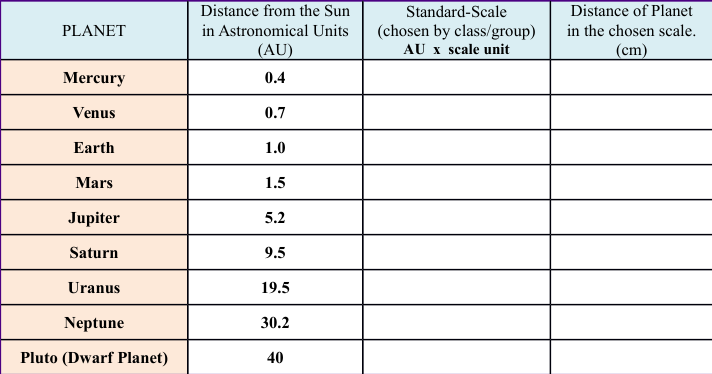 PLANET
Distance from the Sun
in Astronomical Units
(AU)
Standard-Scale
(chosen by class/group)
AU x scale unit
Distance of Planet
in the chosen scale.
(cm)
Mercury
0.4
Venus
0.7
Earth
1.0
Mars
1.5
Jupiter
5.2
Saturn
9.5
Uranus
19.5
Neptune
30.2
Pluto (Dwarf Planet)
40